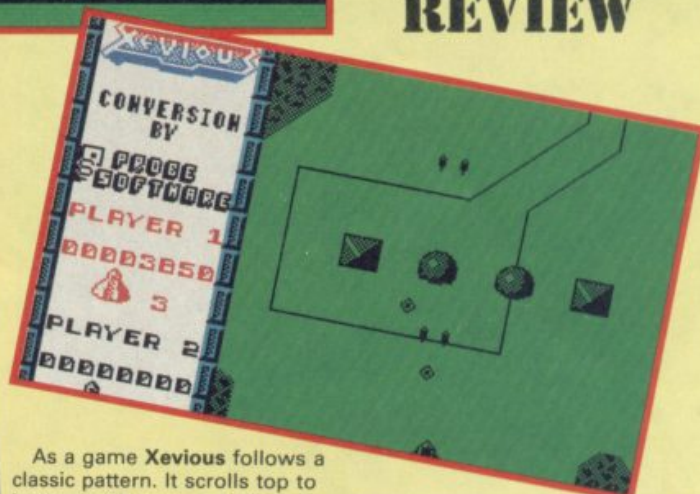 REVIEW
XEVIOUS
CONVERSION
BY
PROBE
SOFTWARE
PLAYER 1
00003850
3
PLAYER 2
00000000
As a game Xevious follows a
classic pattern. It scrolls top to